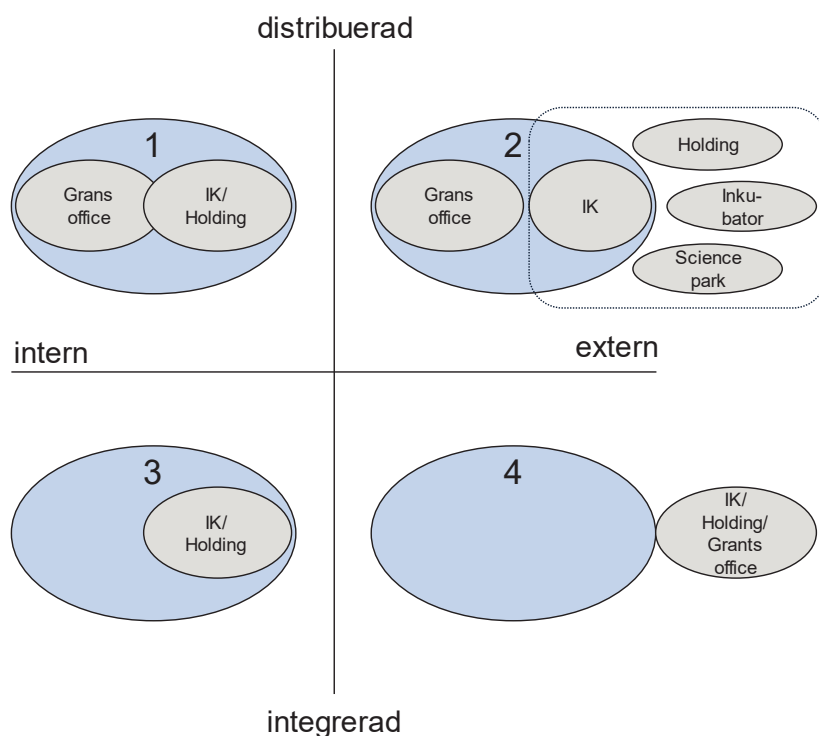 distribuerad
1
Grans
office
IK/
Holding
2
Grans
office
IK
Holding
Inku-
bator
Science
park
intern
extern
3
IK/
Holding
4
IK/
Holding/
Grants
office
integrerad